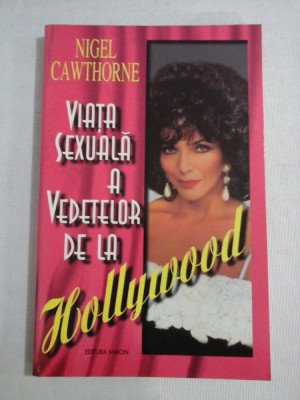 NIGEL
CAWTHORNE
VIAȚA
SEXUALĂ
A
VEDETELOR
DE LA
Hollywood
EDITURA MIRON